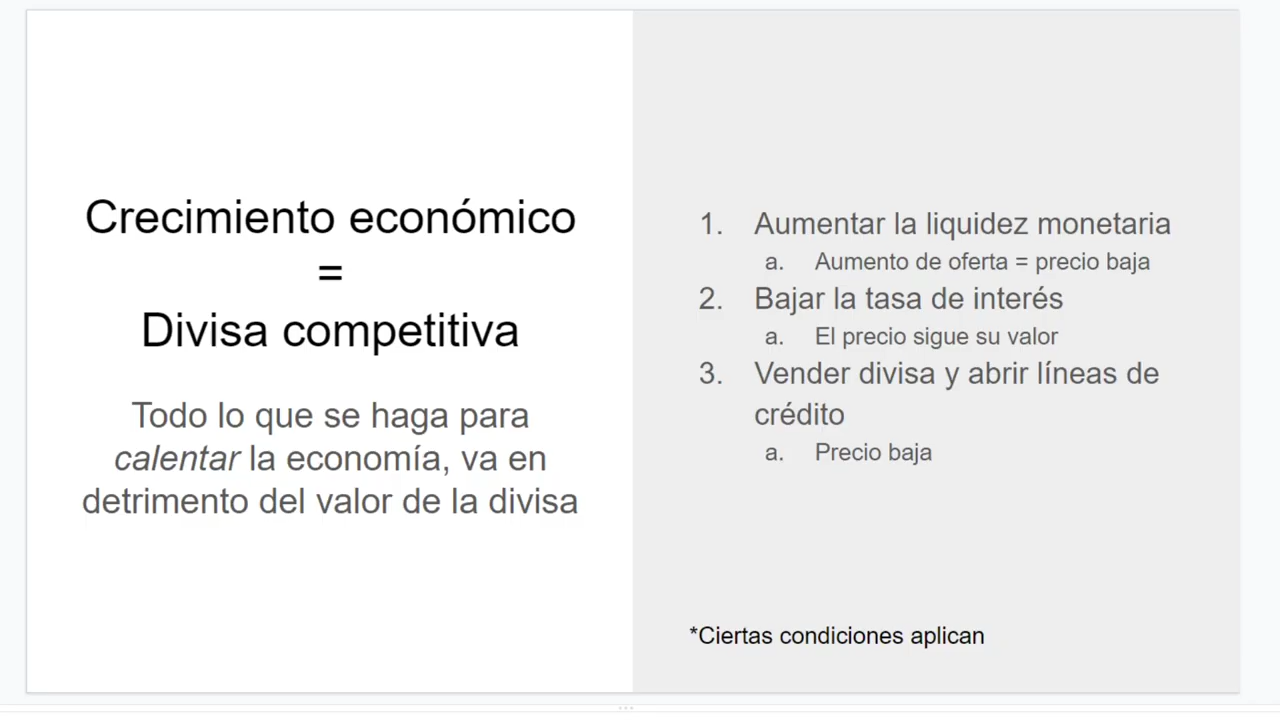 Crecimiento económico
=
Divisa competitiva
Todo lo que se haga para
calentar la economía, va en
detrimento del valor de la divisa
1. Aumentar la liquidez monetaria
a. Aumento de oferta = precio baja
2. Bajar la tasa de interés
a. El precio sigue su valor
3. Vender divisa y abrir líneas de
crédito
a. Precio baja
*Ciertas condiciones aplican